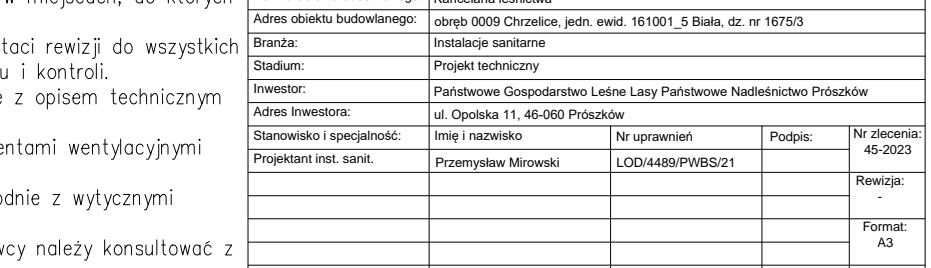 w miejscach, do których
taci rewizji do wszystkich
u i kontroli.
e z opisem technicznym
entami wentylacyjnymi
odnie z wytycznymi
wcy należy konsultować z
Kancelaria leśnictwa
Adres obiektu budowlanego: obręb 0009 Chrzelice, jedn. ewid. 161001_5 Biała, dz. nr 1675/3
Branża: Instalacje sanitarne
Stadium: Projekt techniczny
Inwestor: Państwowe Gospodarstwo Leśne Lasy Państwowe Nadleśnictwo Prószków
Adres Inwestora: ul. Opolska 11, 46-060 Prószków
Stanowisko i specjalność: Imię i nazwisko Nr uprawnień Podpis: Nr zlecenia:
45-2023
Projektant inst. sanit. Przemysław Mirowski LOD/4489/PWBS/21
Rewizja:
-
Format:
A3